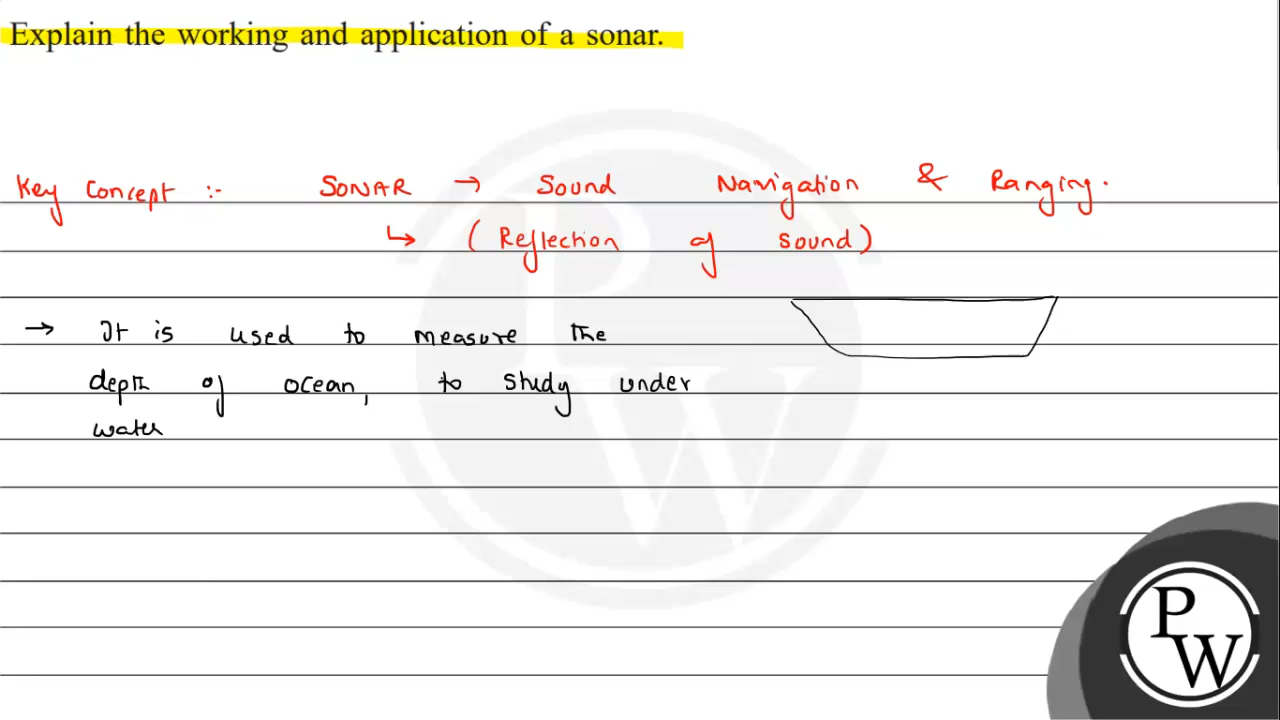 Explain the working and application of a sonar.
Key Concept :- SONAR → Sound Navigation & Ranging.
↳ (Reflection of sound)
→ It is used to measure the
depth of ocean, to study under
water
PW
PW